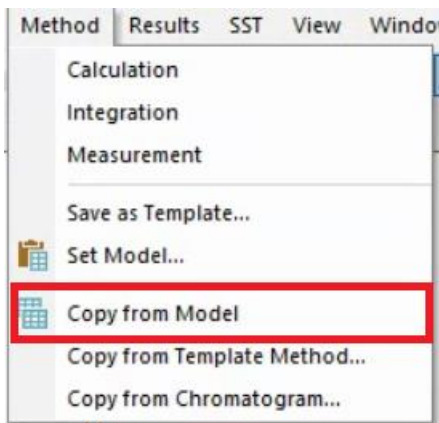 Method Results SST View Windo
Calculation
Integration
Measurement
Save as Template...
Set Model...
Copy from Model
Copy from Template Method...
Copy from Chromatogram...